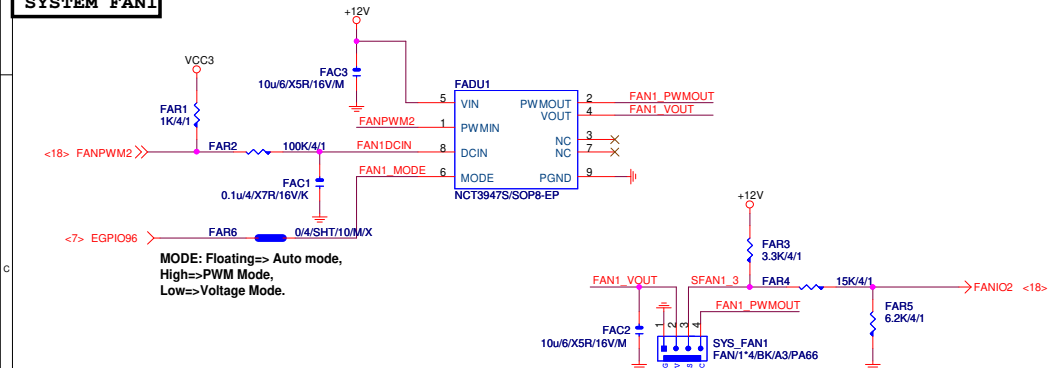 SYSTEM FAN1
+12V
VCC3
FAC3
10u/6/X5R/16V/M
FADU1
FAR1
1K/4/1
5 VIN
PWMOUT 2 FAN1_PWMOUT
VOUT 4 FAN1_VOUT
FANPWM2 1 PWMIN
NC 3
<18> FANPWM2 FAR2 100K/4/1 FAN1DCIN 8 DCIN
NC 7
FAN1_MODE 6 MODE
PGND 9
FAC1
0.1u/4/X7R/16V/K
NCT3947S/SOP8-EP
+12V
<7> EGPIO96 FAR6 0/4/SHT/10/M/X
MODE: Floating=> Auto mode,
High=>PWM Mode,
Low=>Voltage Mode.
FAR3
3.3K/4/1
C
FAN1_VOUT SFAN1_3 FAR4 15K/4/1 FANIO2 <18>
FAN1_PWMOUT
FAR5
6.2K/4/1
FAC2
10u/6/X5R/16V/M
1 2 3 4
SYS_FAN1
FAN/1*4/BK/A3/PA66
G V S C